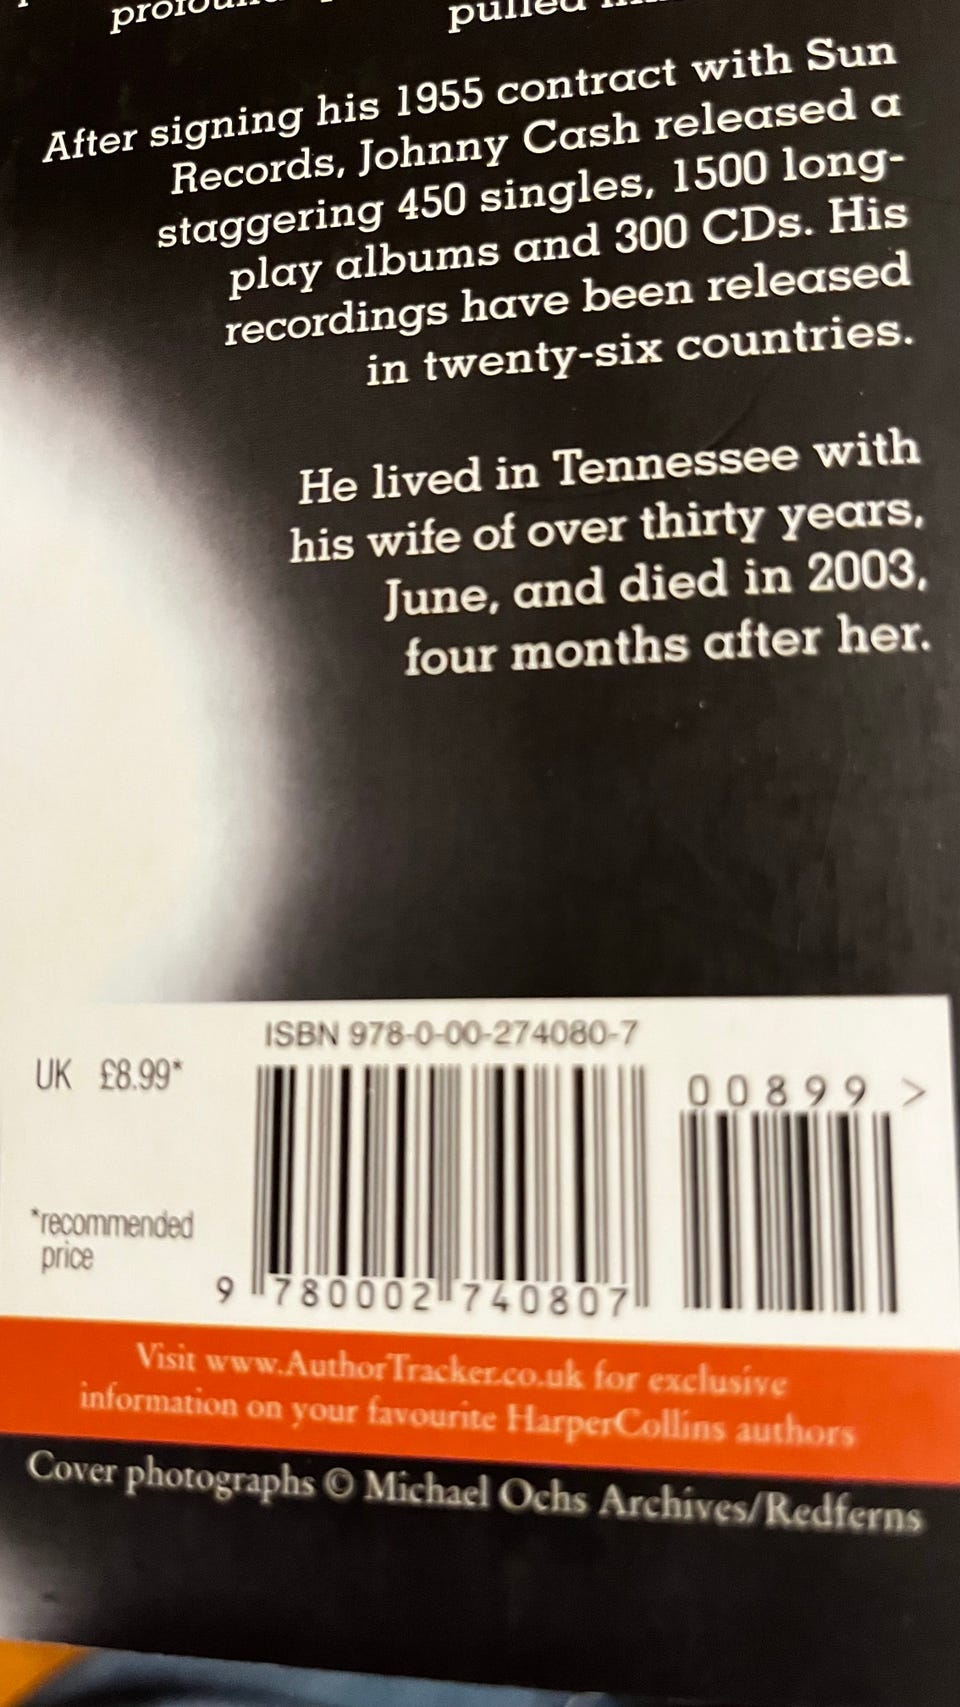 After signing his 1955 contract with Sun
Records, Johnny Cash released a
staggering 450 singles, 1500 long-
play albums and 300 CDs. His
recordings have been released
in twenty-six countries.
He lived in Tennessee with
his wife of over thirty years,
June, and died in 2003,
four months after her.
ISBN 978-0-00-274080-7
UK £8.99*
00899 >
*recommended
price
9 780002 740807
Visit www.AuthorTracker.co.uk for exclusive
information on your favourite HarperCollins authors
Cover photographs © Michael Ochs Archives/Redferns